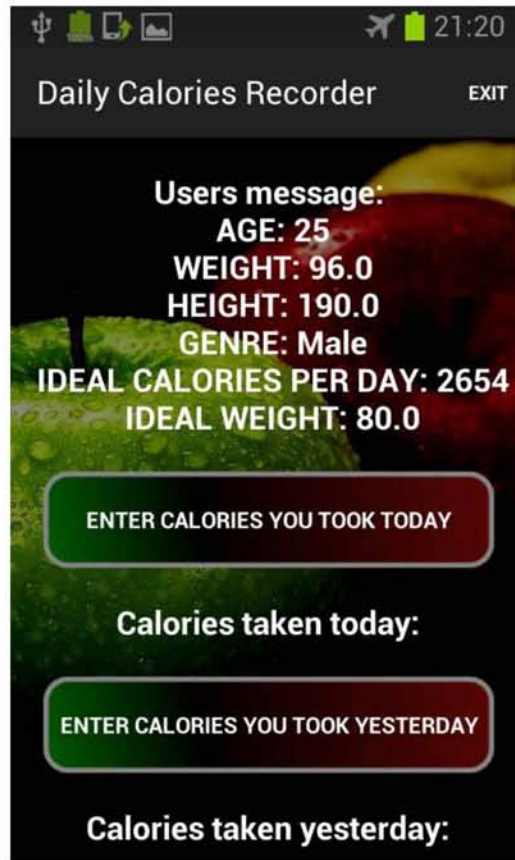 21:20
Daily Calories Recorder EXIT
Users message:
AGE: 25
WEIGHT: 96.0
HEIGHT: 190.0
GENRE: Male
IDEAL CALORIES PER DAY: 2654
IDEAL WEIGHT: 80.0
ENTER CALORIES YOU TOOK TODAY
Calories taken today:
ENTER CALORIES YOU TOOK YESTERDAY
Calories taken yesterday: